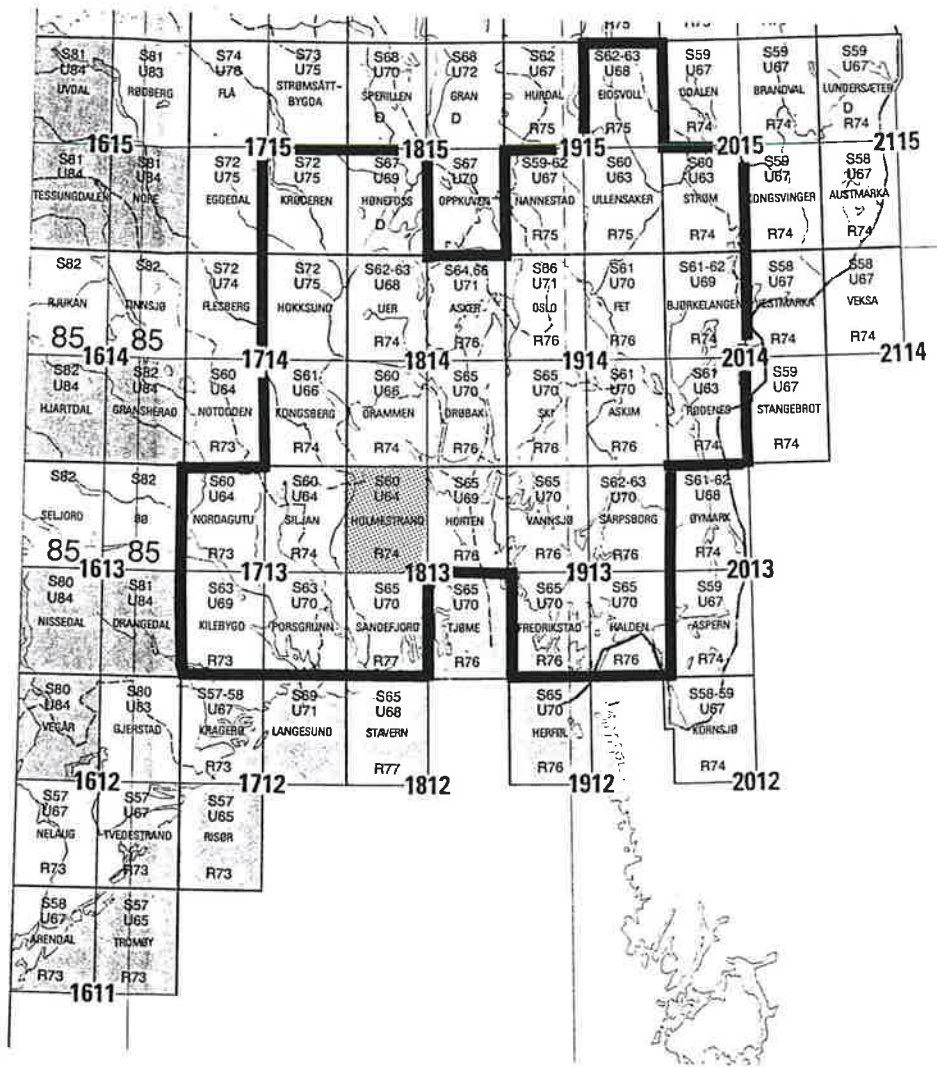 R75 R75 R74
S81 S81 S74 S73 S68 S68 S62 S62-63 S59 S59 S59
U84 U83 U78 U75 U70 U72 U67 U68 U67 U67 U67
UVDAL RØDBERG FLÅ STRØMSÅTT-BYGDA SPERILLEN GRAN HURDAL EIDSVOLL ODALEN BRANDVAL LUNDERSÆTER
D D D
R75 R75 R74 R74 R74
1615 1715 1815 1915 2015 2115
S81 S81 S72 S72 S67 S67 S59-62 S60 S60 S59 S58
U84 U84 U75 U75 U69 U70 U67 U63 U63 U67 U67
TESSUNGDALEN NORE EGGEDAL KRØDEREN HØNEFOSS OPPKUVEN NANNESTAD ULLENSAKER STRØM KONGSVINGER AUSTMARKA
D
R75 R75 R74 R74 R74
S82 S82 S72 S72 S62-63 S64,66 S66 S61 S61-62 S58 S58
U74 U75 U68 U71 U71 U70 U69 U67 U67
RJUKAN TINNSJØ FLESBERG HOKKSUND LIER ASKER OSLO FET BJØRKELANGEN VESTMARKA VEKSA
85 85 R74 R76 R76 R76 R74 R74 R74
1614 1714 1814 1914 2014 2114
S82 S82 S60 S61 S60 S65 S65 S61 S61 S59
U84 U84 U64 U66 U66 U70 U70 U70 U63 U67
HJARTDAL GRANSHERAD NOTODDEN KONGSBERG DRAMMEN DRØBAK SKI ASKIM RØDENES STANGEBROT
R73 R74 R74 R76 R76 R76 R74 R74
S82 S82 S60 S60 S60 S65 S65 S62-63 S61-62
U64 U64 U64 U69 U70 U70 U68
SELJORD BØ NORDAGUTU SILJAN HOLMESTRAND HORTEN VANNSJØ SARPSBORG ØYMARK
85 85 R73 R74 R74 R76 R76 R76 R74
1613 1713 1813 1913 2013
S80 S81 S63 S63 S65 S65 S65 S65 S59
U84 U84 U69 U70 U70 U70 U70 U70 U67
NISSEDAL DRANGEDAL KILEBYGD PORSGRUNN SANDEFJORD TJØME FREDRIKSTAD HALDEN ASPERN
R73 R77 R76 R76 R76 R74
S80 S80 S57-58 S69 S65 S65 S58-59
U84 U83 U67 U71 U68 U70 U67
VEGÅR GJERSTAD KRAGERØ LANGESUND STAVERN HERFØL KORNSJØ
R73 R77 R76 R74
1612 1712 1812 1912 2012
S57 S57 S57
U67 U67 U65
NELAUG TVEDESTRAND RISØR
R73 R73 R73
S58 S57
U67 U65
ARENDAL TROMØY
R73 R73
1611